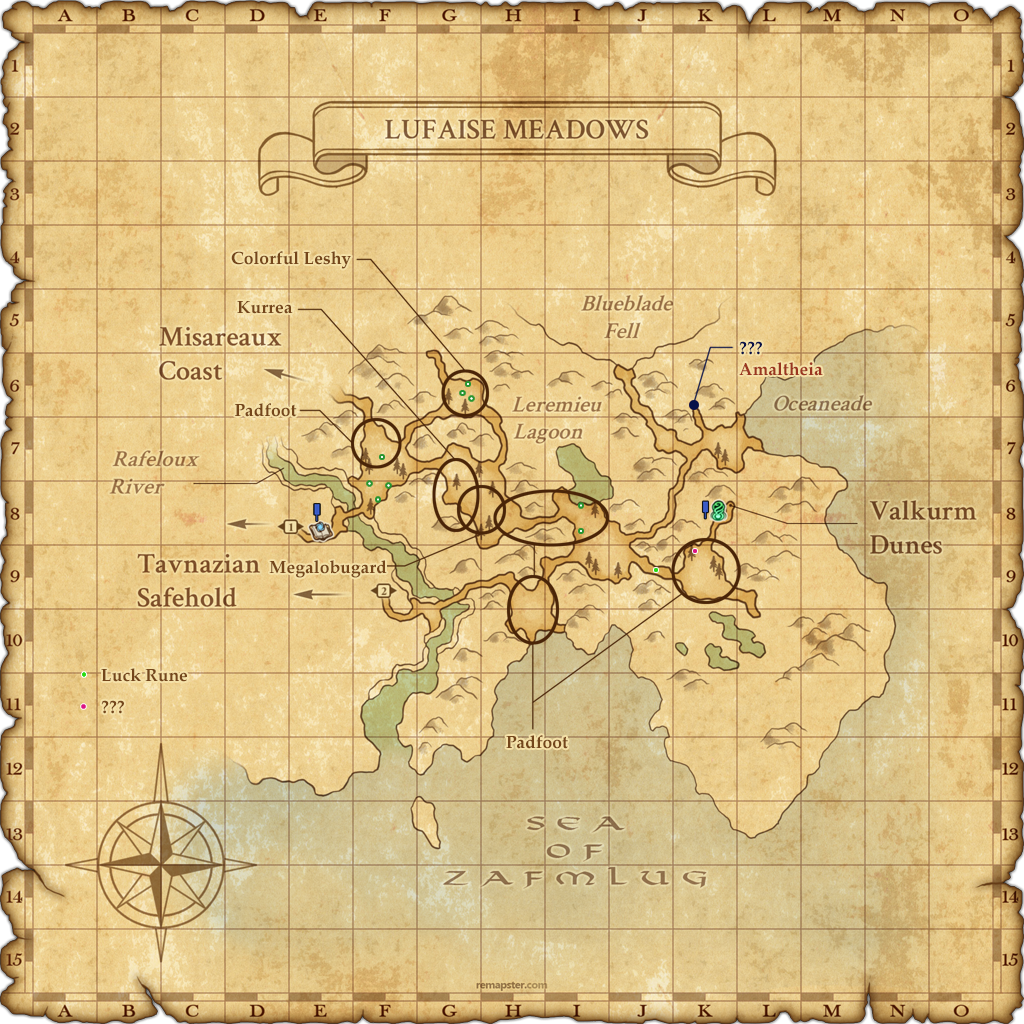 A B C D E F G H I J K L M N O
1 1
2 2
LUFAISE MEADOWS
3 3
4 4
Colorful Leshy
Kurrea
5 5
Blueblade
Fell
Misareaux
Coast
???
Amaltheia
6 6
Padfoot
Leremieu
Lagoon
Oceaneade
7 7
Rafeloux
River
8 8
1
Valkurm
Dunes
Tavnazian
Safehold
Megalobugard
9 9
2
10 10
Luck Rune
???
11 11
Padfoot
12 12
13 13
SEA
OF
ZAFMLUG
14 14
15 15
remapster.com
A B C D E F G H I J K L M N O